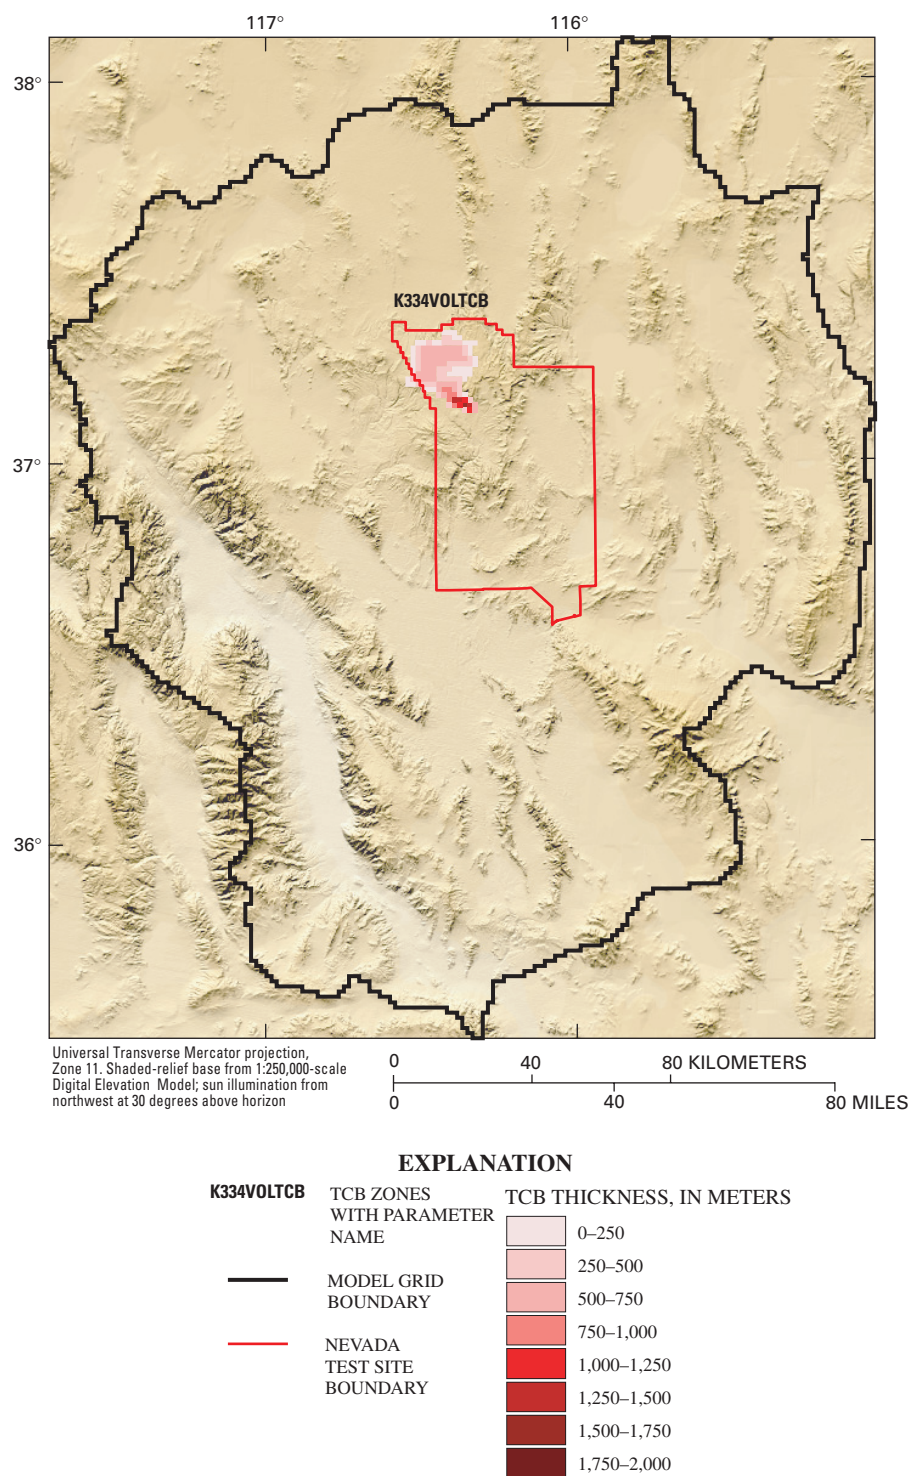 117°
116°
38°
K334VOLTCB
37°
36°
Universal Transverse Mercator projection,
Zone 11. Shaded-relief base from 1:250,000-scale
Digital Elevation Model; sun illumination from
northwest at 30 degrees above horizon
0
40
80 KILOMETERS
0
40
80 MILES
EXPLANATION
K334VOLTCB
TCB ZONES
WITH PARAMETER
NAME
MODEL GRID
BOUNDARY
NEVADA
TEST SITE
BOUNDARY
TCB THICKNESS, IN METERS
0–250
250–500
500–750
750–1,000
1,000–1,250
1,250–1,500
1,500–1,750
1,750–2,000